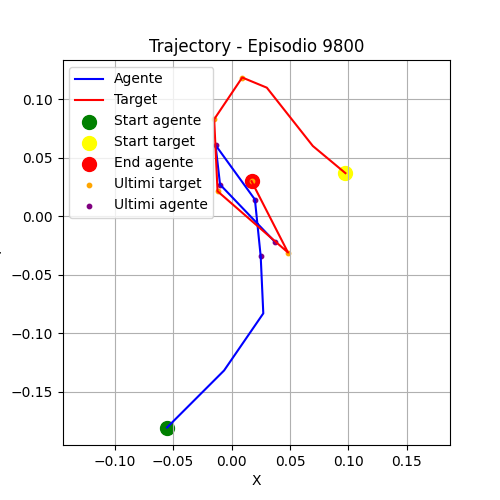 Trajectory - Episodio 9800
Agente
Target
Start agente
Start target
End agente
Ultimi target
Ultimi agente
0.10
0.05
0.00
−0.05
−0.10
−0.15
−0.10
−0.05
0.00
0.05
0.10
0.15
X